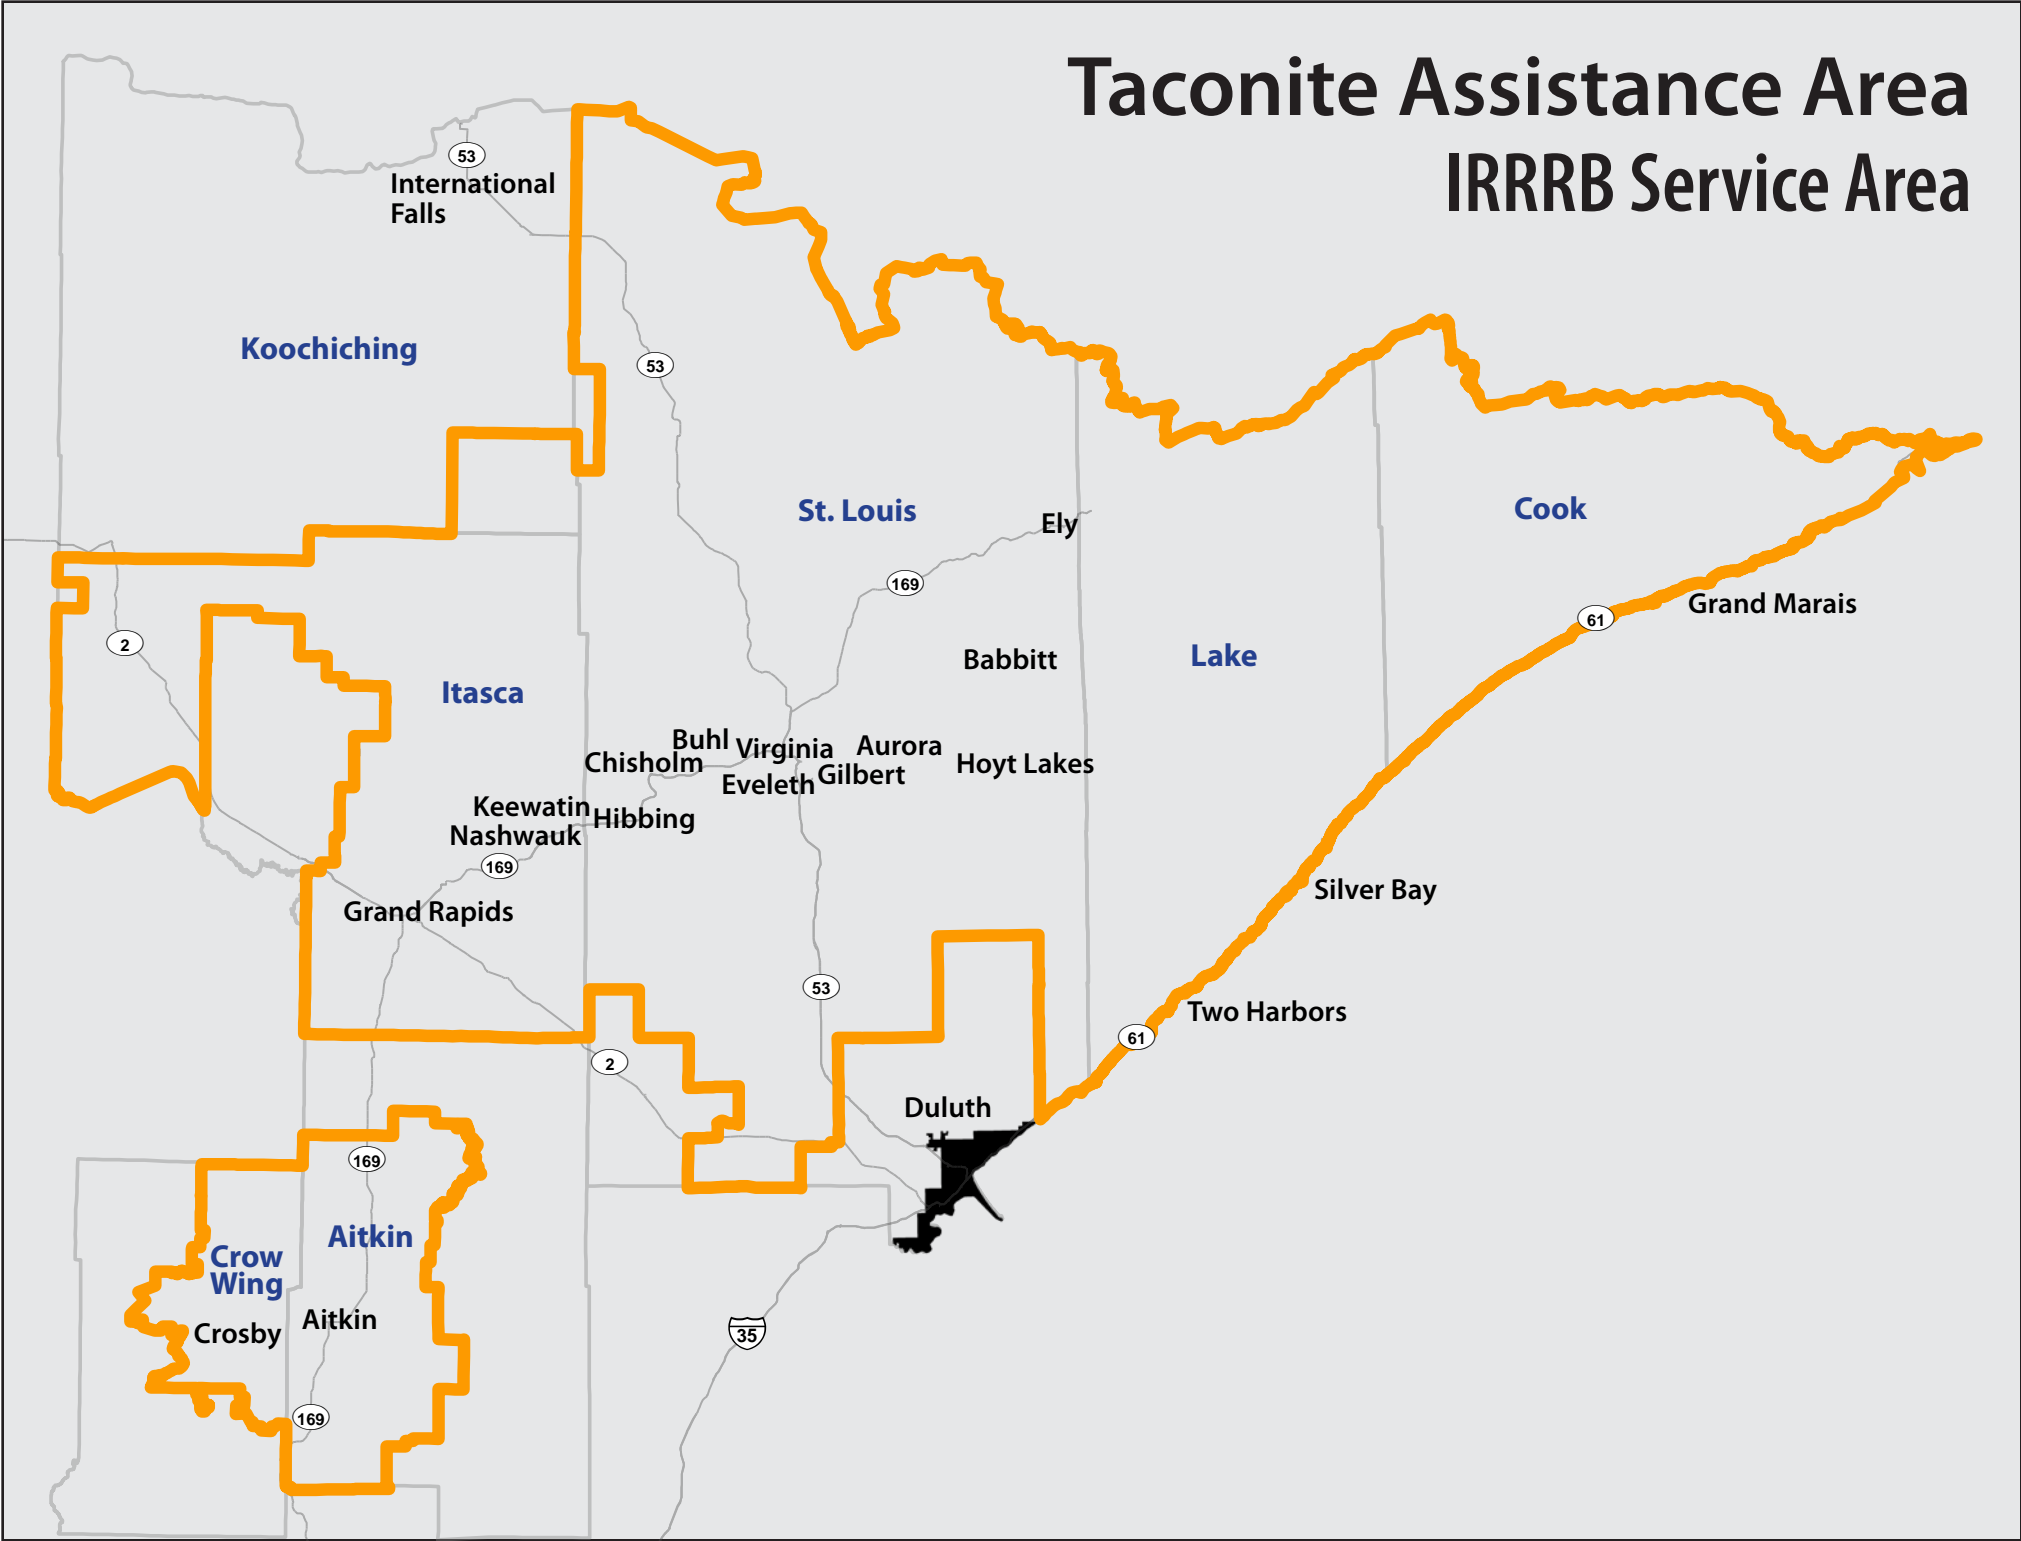 Taconite Assistance Area
IRRRB Service Area
53
International
Falls
Koochiching
53
St. Louis
Cook
Ely
169
Grand Marais
61
2
Babbitt
Lake
Itasca
Buhl
Virginia
Aurora
Chisholm
Hoyt Lakes
Eveleth
Gilbert
Keewatin
Hibbing
Nashwauk
169
Silver Bay
Grand Rapids
53
Two Harbors
61
2
Duluth
169
Aitkin
Crow
Wing
Aitkin
Crosby
35
169